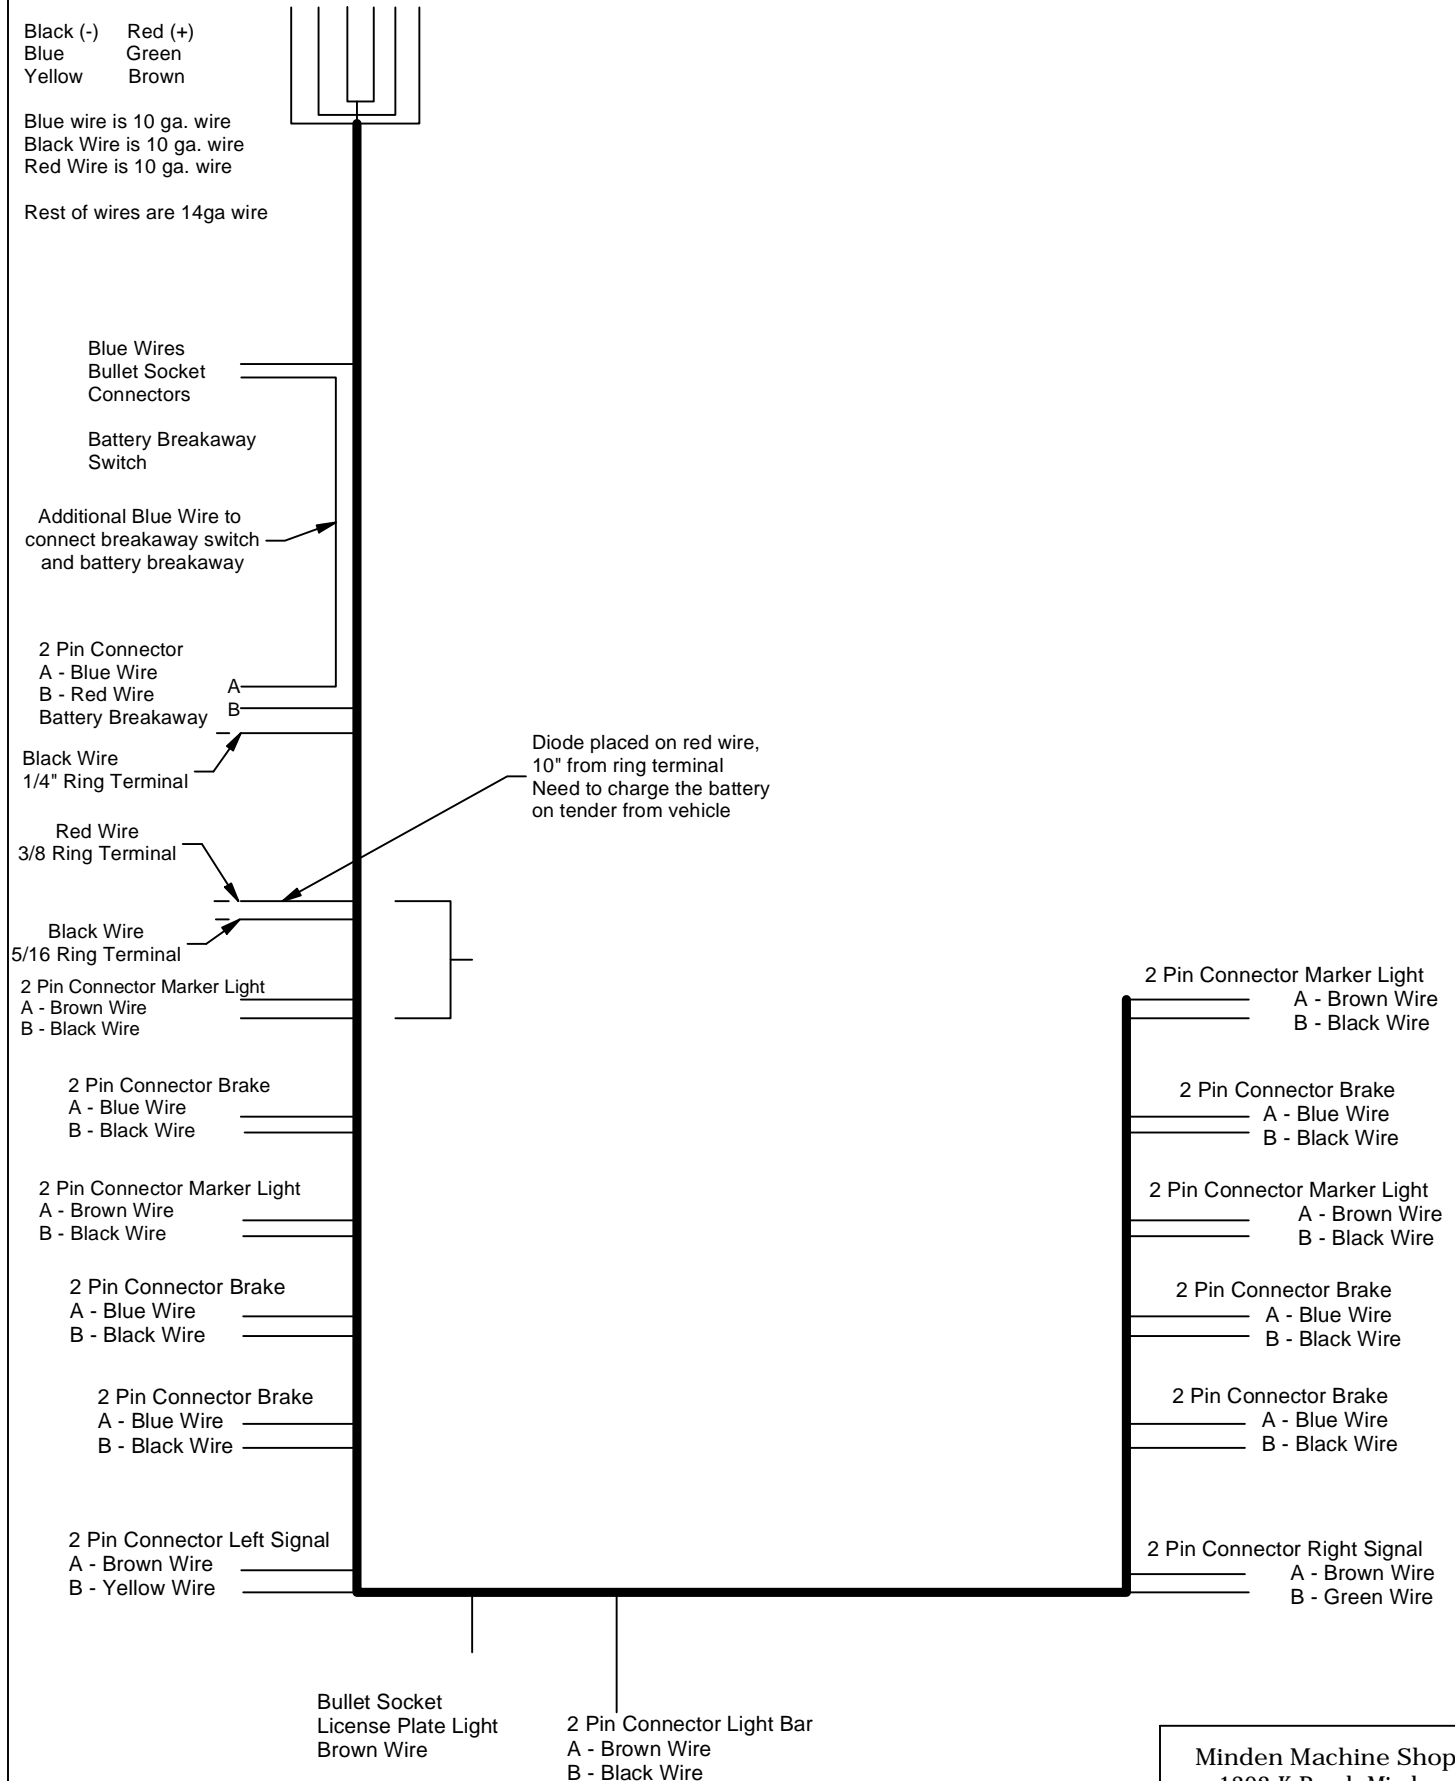 Black (-) Red (+)
Blue Green
Yellow Brown
Blue wire is 10 ga. wire
Black Wire is 10 ga. wire
Red Wire is 10 ga. wire
Rest of wires are 14ga wire
Blue Wires
Bullet Socket
Connectors
Battery Breakaway
Switch
Additional Blue Wire to
connect breakaway switch
and battery breakaway
2 Pin Connector
A - Blue Wire
B - Red Wire
Battery Breakaway
A
B
Black Wire
1/4" Ring Terminal
Diode placed on red wire,
10" from ring terminal
Need to charge the battery
on tender from vehicle
Red Wire
3/8 Ring Terminal
Black Wire
5/16 Ring Terminal
2 Pin Connector Marker Light
A - Brown Wire
B - Black Wire
2 Pin Connector Brake
A - Blue Wire
B - Black Wire
2 Pin Connector Marker Light
A - Brown Wire
B - Black Wire
2 Pin Connector Brake
A - Blue Wire
B - Black Wire
2 Pin Connector Brake
A - Blue Wire
B - Black Wire
2 Pin Connector Left Signal
A - Brown Wire
B - Yellow Wire
2 Pin Connector Marker Light
A - Brown Wire
B - Black Wire
2 Pin Connector Brake
A - Blue Wire
B - Black Wire
2 Pin Connector Marker Light
A - Brown Wire
B - Black Wire
2 Pin Connector Brake
A - Blue Wire
B - Black Wire
2 Pin Connector Brake
A - Blue Wire
B - Black Wire
2 Pin Connector Right Signal
A - Brown Wire
B - Green Wire
Bullet Socket
License Plate Light
Brown Wire
2 Pin Connector Light Bar
A - Brown Wire
B - Black Wire
Minden Machine Shop